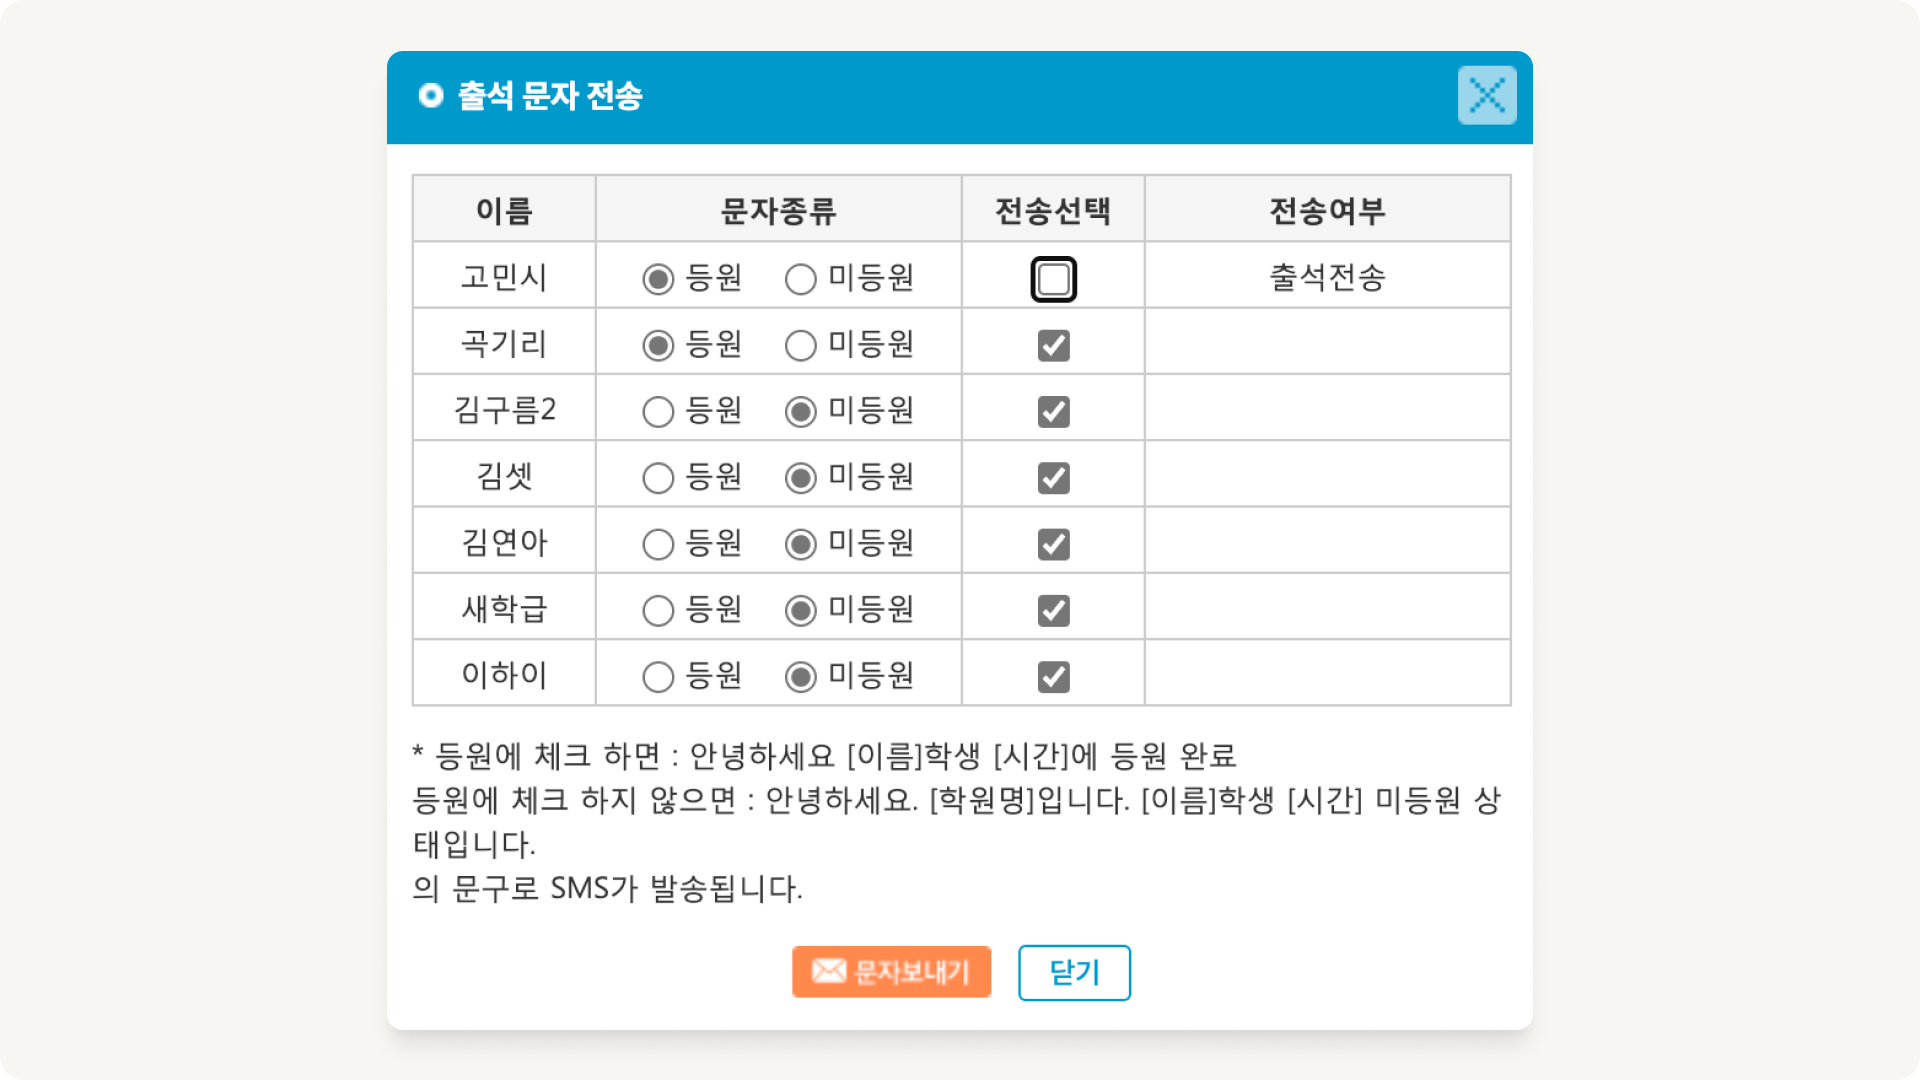 출석 문자 전송
이름 문자종류 전송선택 전송여부
고민시 등원 미등원 출석전송
곡기리 등원 미등원
김구름2 등원 미등원
김셋 등원 미등원
김연아 등원 미등원
새학급 등원 미등원
이하이 등원 미등원
* 등원에 체크 하면 : 안녕하세요 [이름]학생 [시간]에 등원 완료
등원에 체크 하지 않으면 : 안녕하세요. [학원명]입니다. [이름]학생 [시간] 미등원 상
태입니다.
의 문구로 SMS가 발송됩니다.
문자보내기 닫기